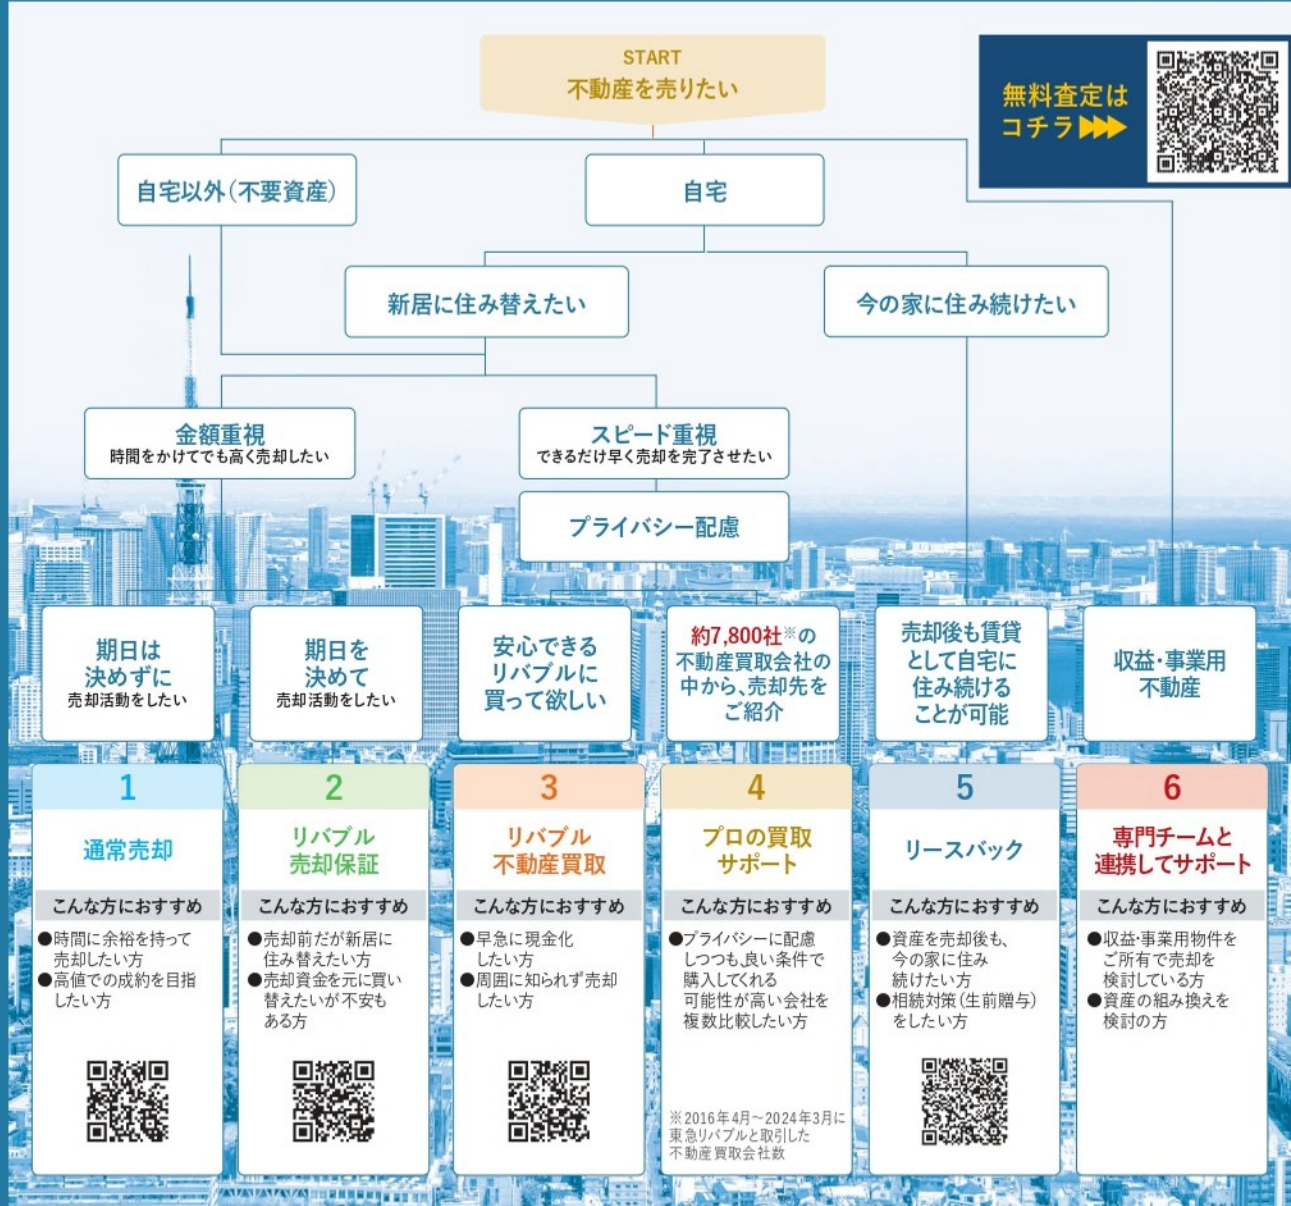 START
不動産を売りたい
無料査定は
コチラ▶▶▶
自宅以外(不要資産)
自宅
新居に住み替えたい
今の家に住み続けたい
金額重視
時間をかけてでも高く売却したい
スピード重視
できるだけ早く売却を完了させたい
プライバシー配慮
期日は
決めずに
売却活動をしたい
期日を
決めて
売却活動をしたい
安心できる
リバブルに
買って欲しい
約7,800社※の
不動産買取会社の
中から、売却先を
ご紹介
売却後も賃貸
として自宅に
住み続ける
ことが可能
収益・事業用
不動産
1
通常売却
こんな方におすすめ
●時間に余裕を持って
売却したい方
●高値での成約を目指
したい方
2
リバブル
売却保証
こんな方におすすめ
●売却前だが新居に
住み替えたい方
●売却資金を元に買い
替えたいが不安も
ある方
3
リバブル
不動産買取
こんな方におすすめ
●早急に現金化
したい方
●周囲に知られず売却
したい方
4
プロの買取
サポート
こんな方におすすめ
●プライバシーに配慮
しつつも、良い条件で
購入してくれる
可能性が高い会社を
複数比較したい方
※2016年4月~2024年3月に
東急リバブルと取引した
不動産買取会社数
5
リースバック
こんな方におすすめ
●資産を売却後も、
今の家に住み
続けたい方
●相続対策(生前贈与)
をしたい方
6
専門チームと
連携してサポート
こんな方におすすめ
●収益・事業用物件を
ご所有で売却を
検討している方
●資産の組み換えを
検討の方